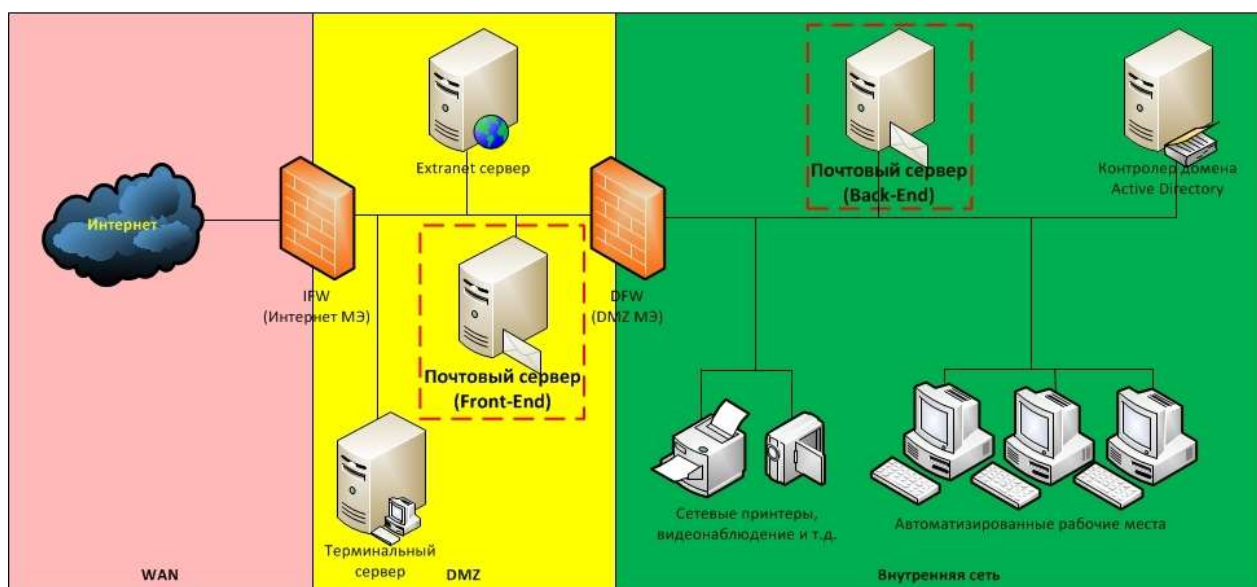 Интернет
IFW
(Интернет МЭ)
WAN
Extranet сервер
Почтовый сервер
(Front-End)
Терминальный
сервер
DMZ
DFW
(DMZ МЭ)
Почтовый сервер
(Back-End)
Контролер домена
Active Directory
Сетевые принтеры,
видеонаблюдение и т.д.
Автоматизированные рабочие места
Внутренняя сеть